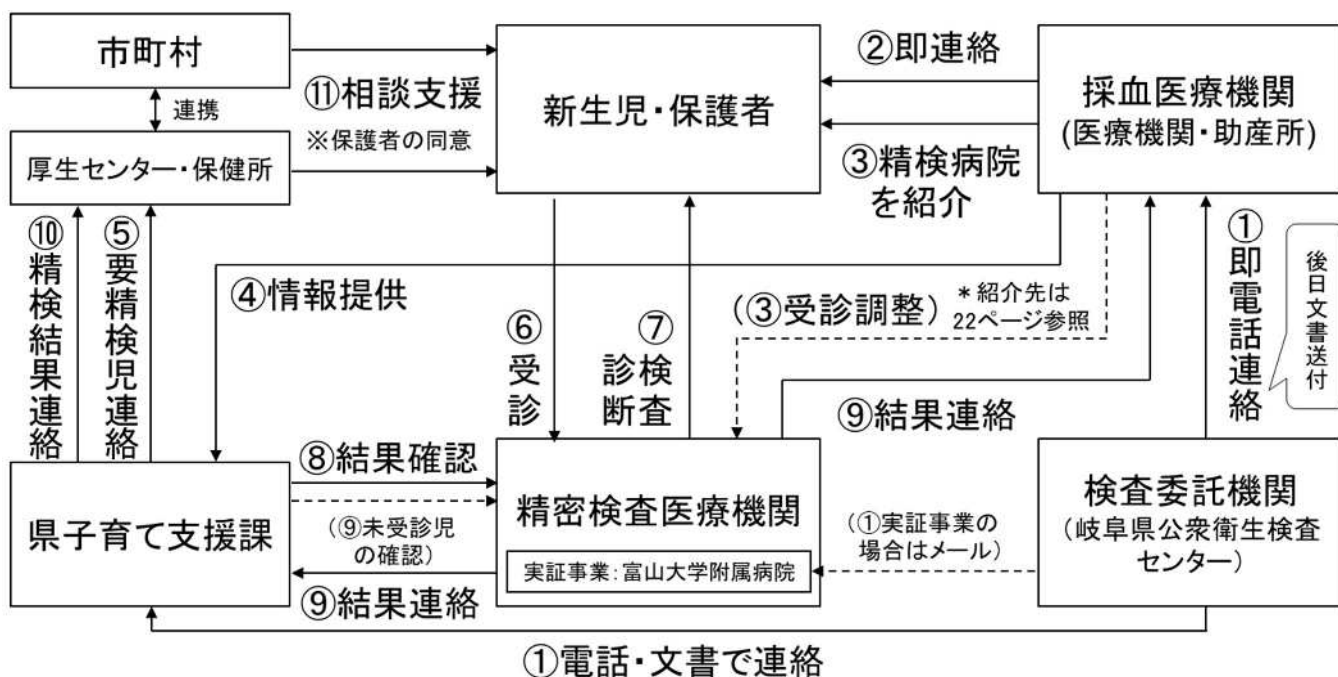 市町村
連携
厚生センター・保健所
⑪相談支援
※保護者の同意
新生児・保護者
②即連絡
③精検病院
を紹介
採血医療機関
(医療機関・助産所)
⑩精検結果連絡
⑤要精検児連絡
④情報提供
⑥受診
⑦検査
診断
(③受診調整)
*紹介先は
22ページ参照
①即電話連絡
後日文書送付
⑨結果連絡
県子育て支援課
⑧結果確認
(⑨未受診児
の確認)
⑨結果連絡
精密検査医療機関
実証事業:富山大学附属病院
(①実証事業の
場合はメール)
検査委託機関
(岐阜県公衆衛生検査
センター)
①電話・文書で連絡